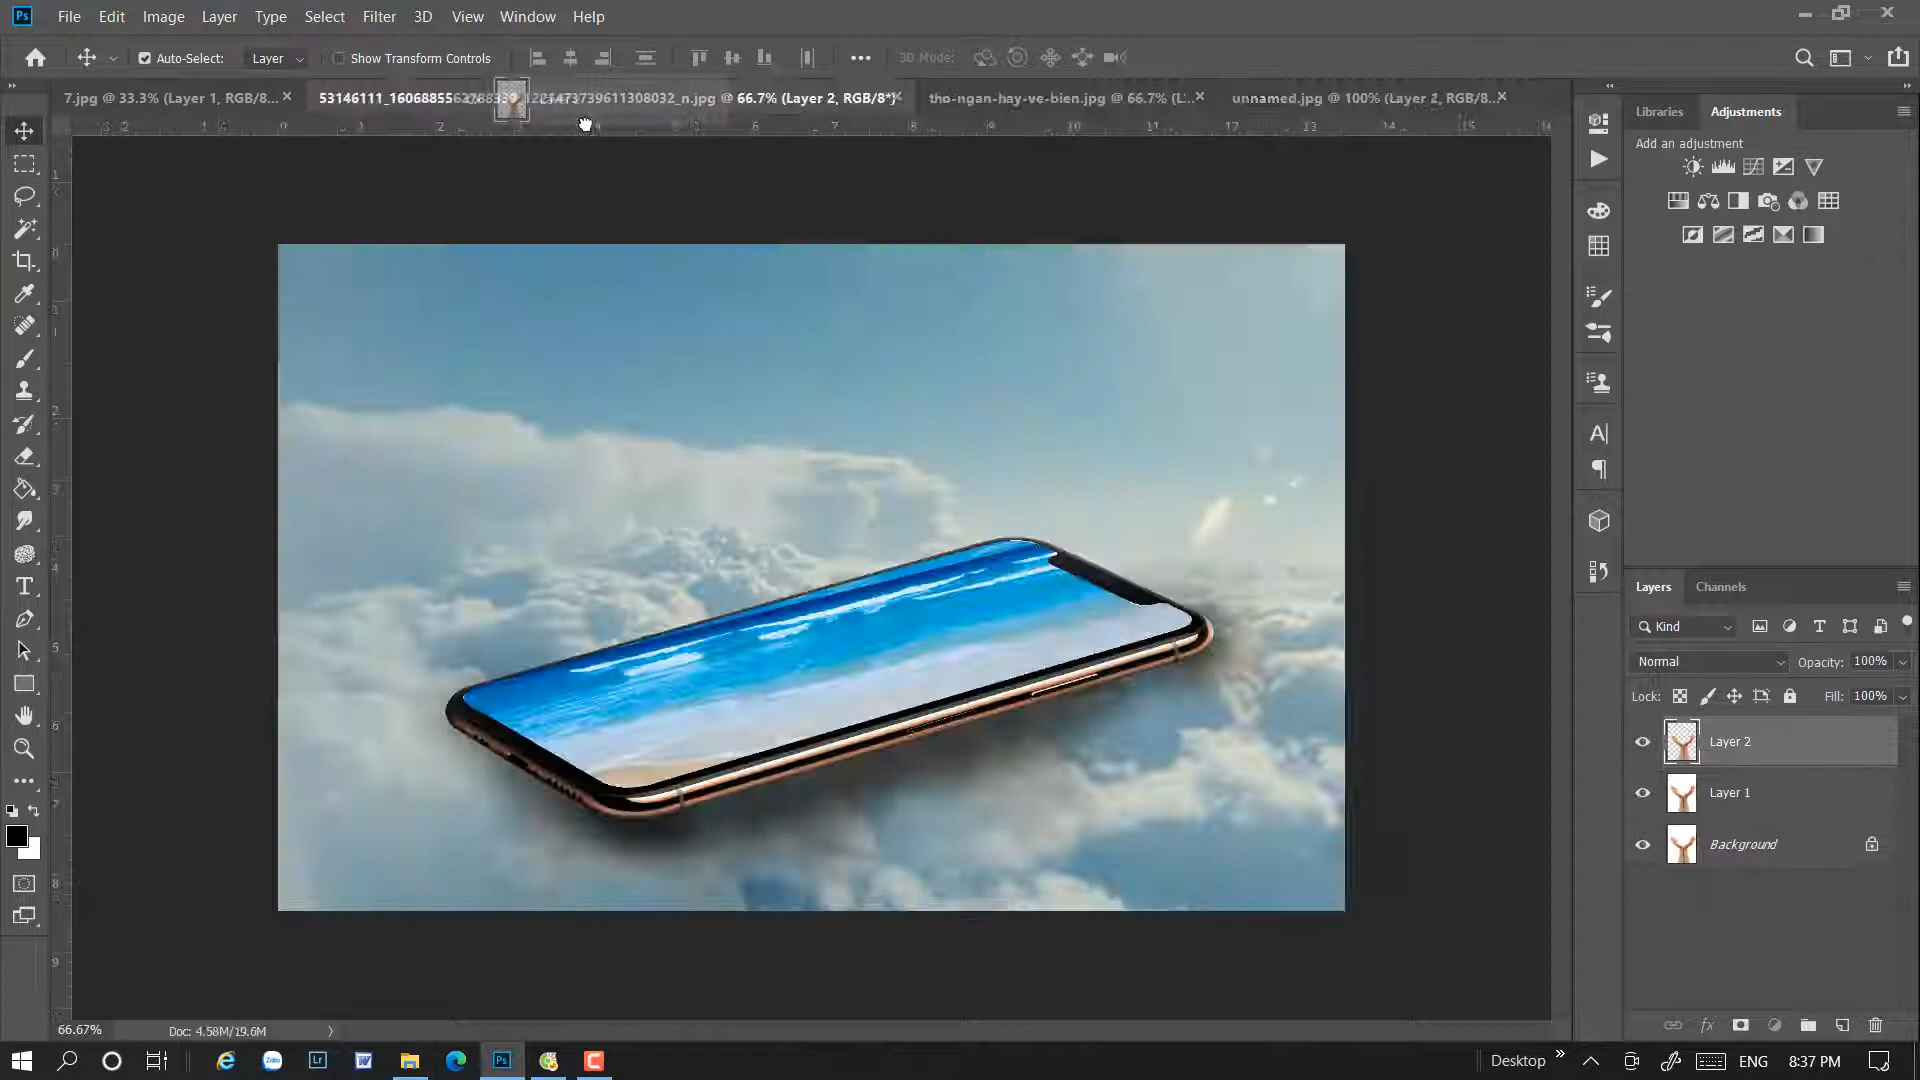 File Edit Image Layer Type Select Filter 3D View Window Help
Auto-Select: Layer Show Transform Controls 3D Mode:
7.jpg @ 33.3% (Layer 1, RGB/8... × _n.jpg @ 66.7% (Layer 2, RGB/8*) tho-ngan-hay-ve-bien.jpg @ 66.7% (L'... × unnamed.jpg @ 100% (Layer 2, RGB/8... ×
Libraries Adjustments
Add an adjustment
Layers Channels
Kind
Normal Opacity: 100%
Lock: Fill: 100%
Layer 2
Layer 1
Background
66.67% Doc: 4.58M/19.6M
Desktop ENG 8:37 PM